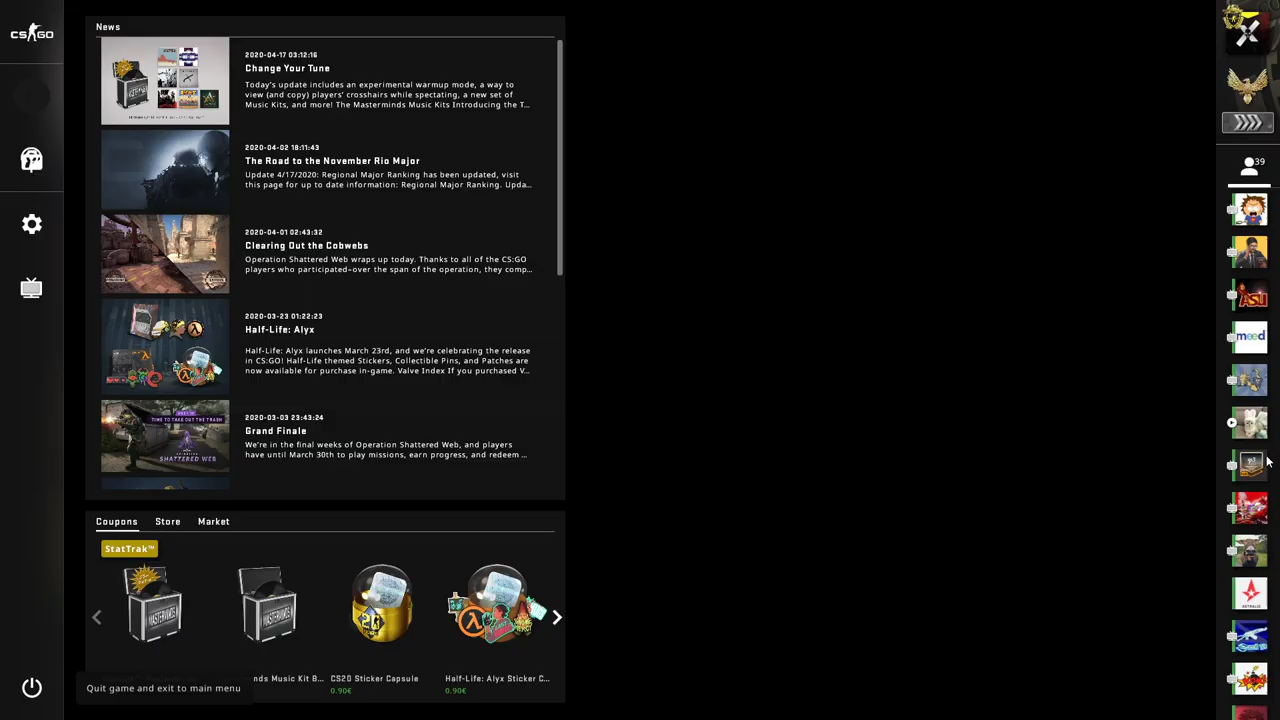 CS:GO
News
2020-04-17 03:12:16
Change Your Tune
Today's update includes an experimental warmup mode, a way to
view (and copy) players' crosshairs while spectating, a new set of
Music Kits, and more! The Masterminds Music Kits Introducing the T...
2020-04-02 18:11:43
The Road to the November Rio Major
Update 4/17/2020: Regional Major Ranking has been updated, visit
this page for up to date information: Regional Major Ranking. Upda...
2020-04-01 02:43:32
Clearing Out the Cobwebs
Operation Shattered Web wraps up today. Thanks to all of the CS:GO
players who participated–over the span of the operation, they comp...
2020-03-23 01:22:23
Half-Life: Alyx
Half-Life: Alyx launches March 23rd, and we're celebrating the release
in CS:GO! Half-Life themed Stickers, Collectible Pins, and Patches are
now available for purchase in-game. Valve Index If you purchased V...
TIME TO TAKE OUT THE TRASH
SHATTERED WEB
2020-03-03 23:43:24
Grand Finale
We're in the final weeks of Operation Shattered Web, and players
have until March 30th to play missions, earn progress, and redeem ...
Coupons Store Market
StatTrak™
nds Music Kit B... CS20 Sticker Capsule Half-Life: Alyx Sticker C...
0.90€ 0.90€
Quit game and exit to main menu
39
ASU
meed
ASTRALIS